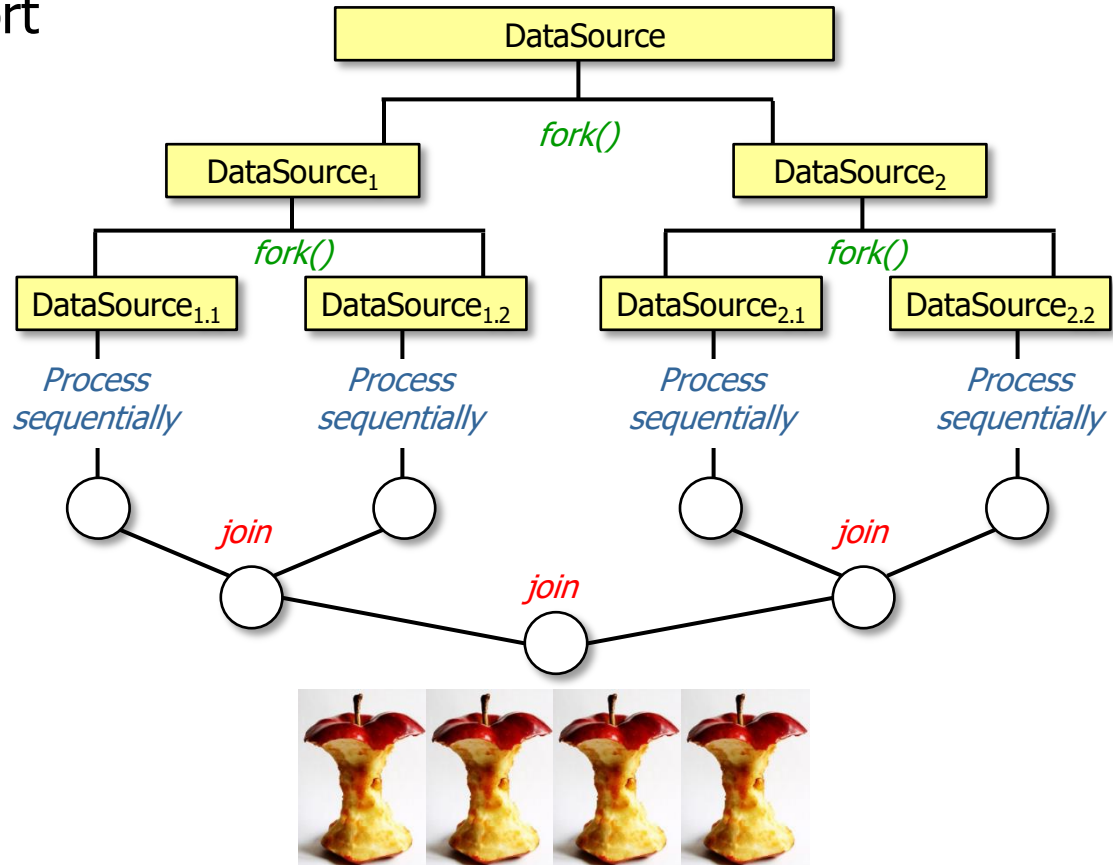 ort
DataSource
fork()
DataSource₁
DataSource₂
fork()
fork()
DataSource₁.₁
DataSource₁.₂
DataSource₂.₁
DataSource₂.₂
Process
sequentially
Process
sequentially
Process
sequentially
Process
sequentially
join
join
join